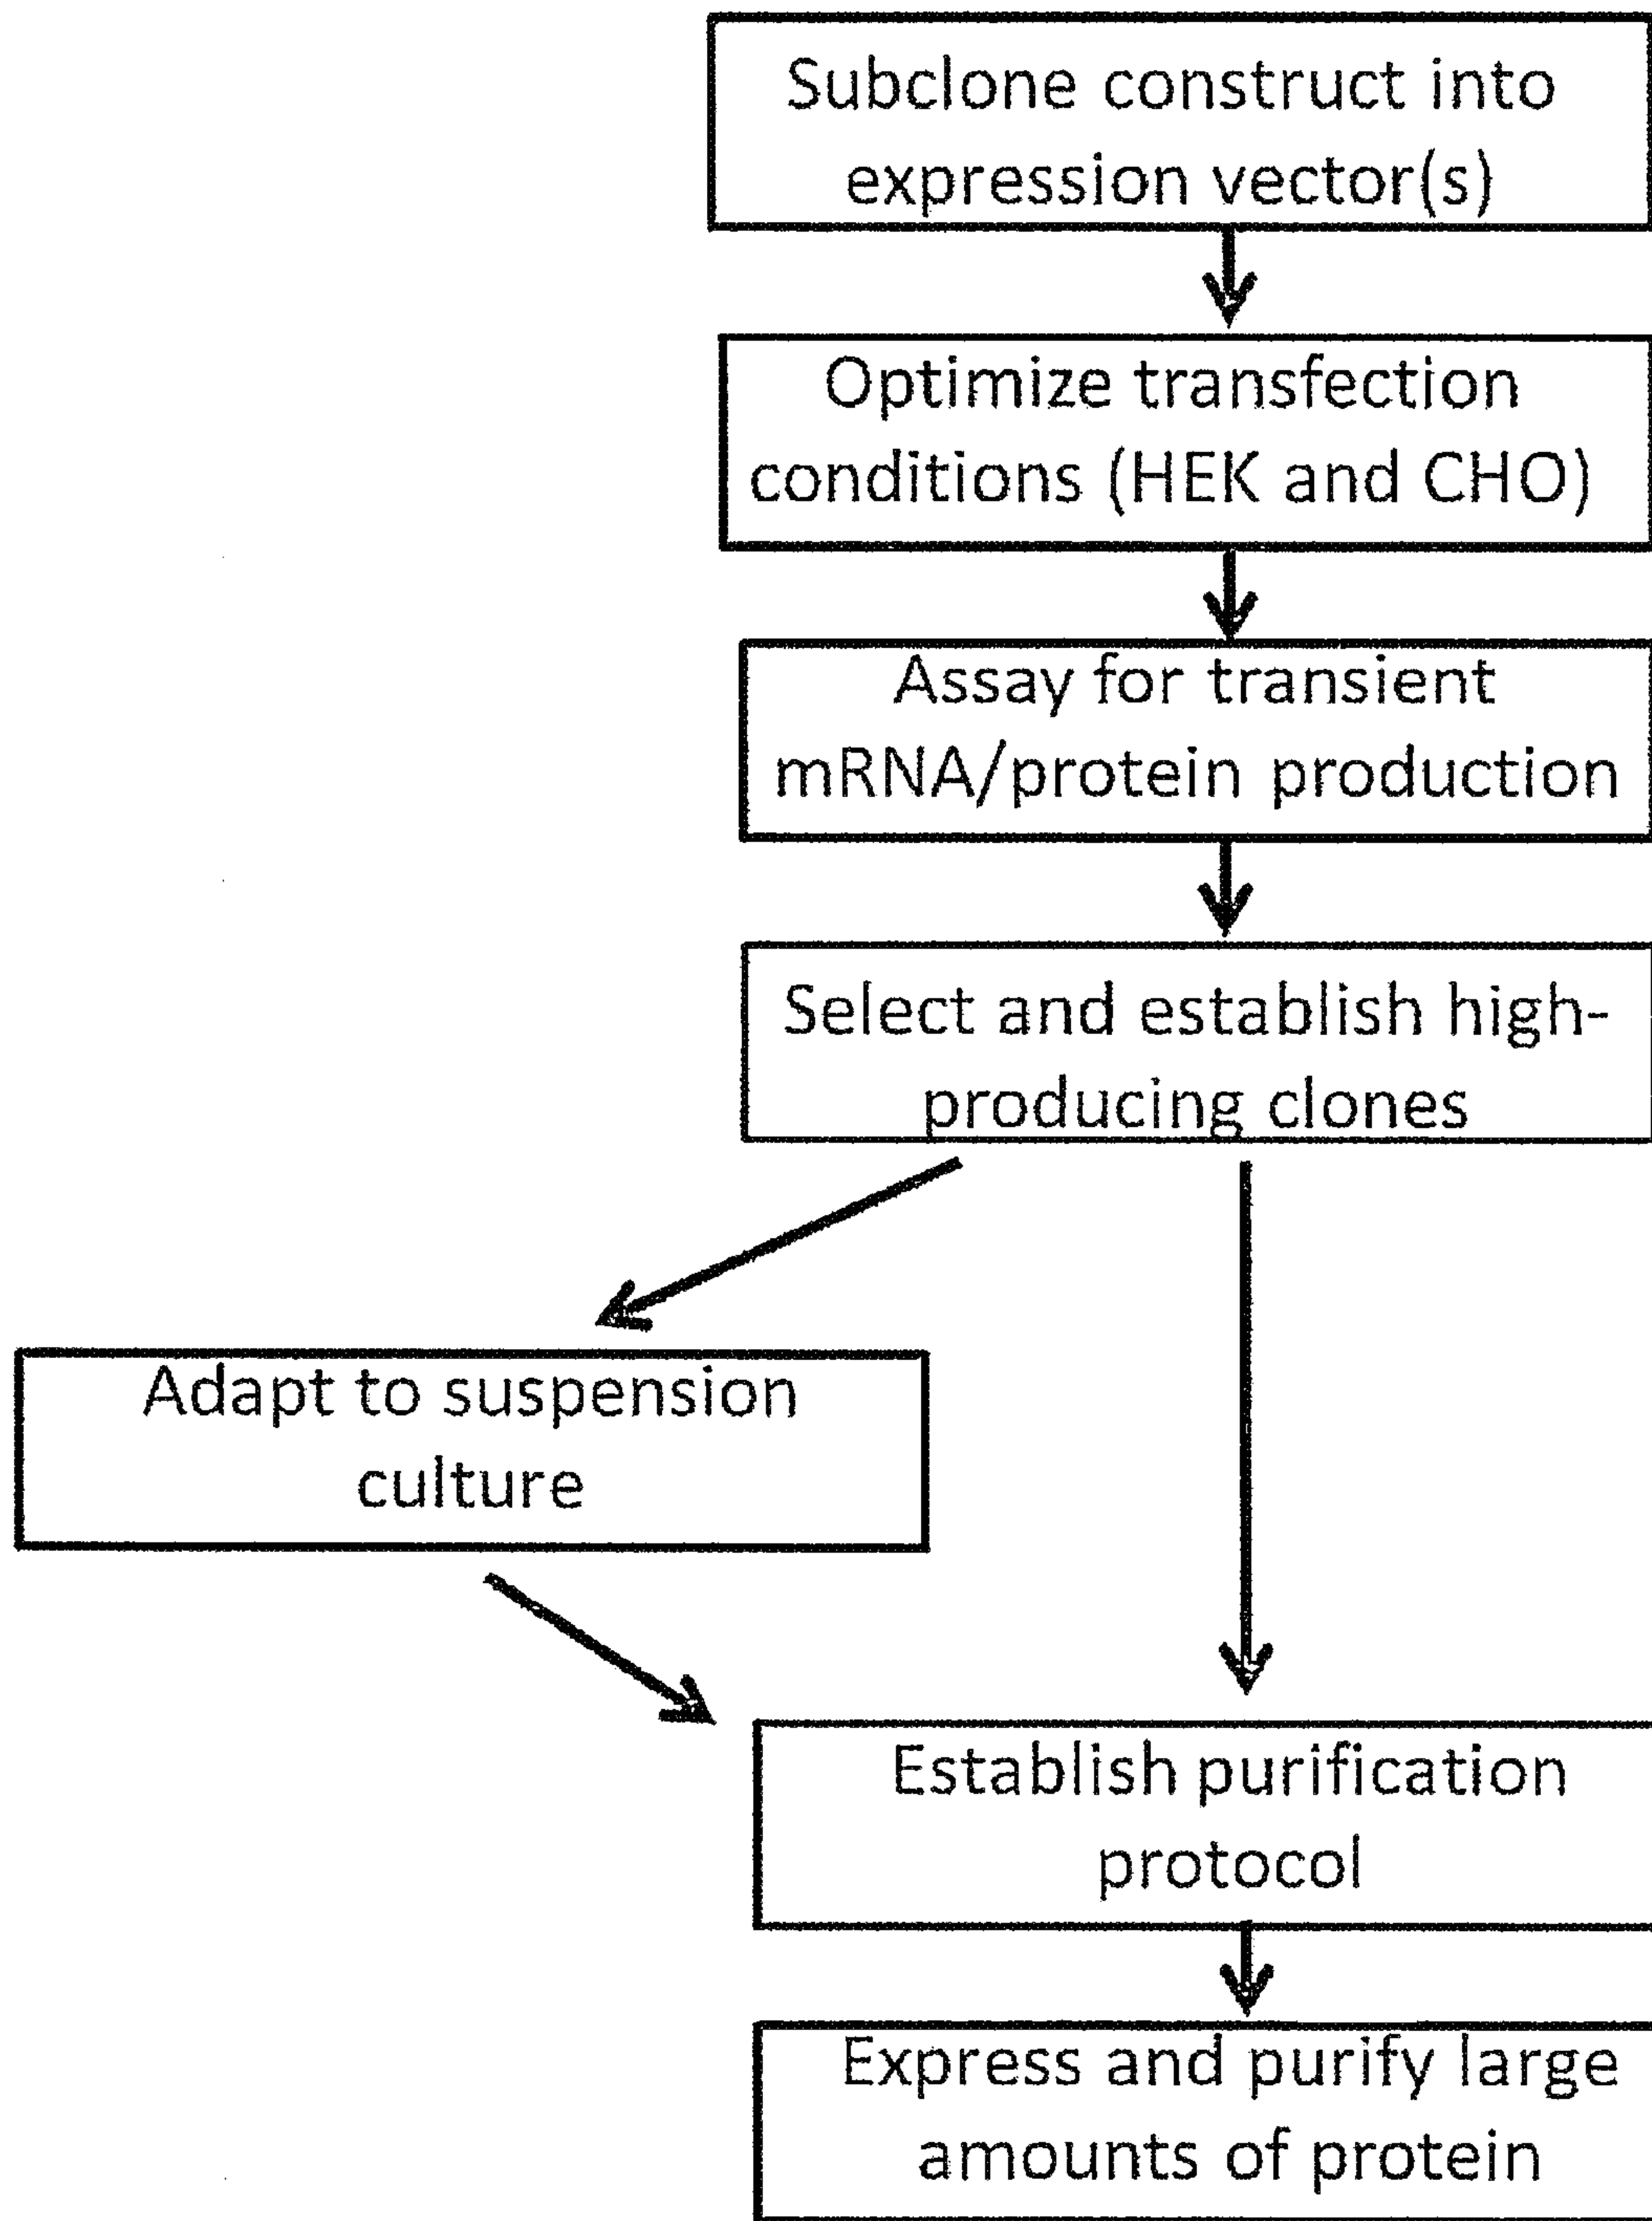 Subclone construct into
expression vector(s)
Optimize transfection
conditions (HEK and CHO)
Assay for transient
mRNA/protein production
Select and establish high-
producing clones
Adapt to suspension
culture
Establish purification
protocol
Express and purify large
amounts of protein